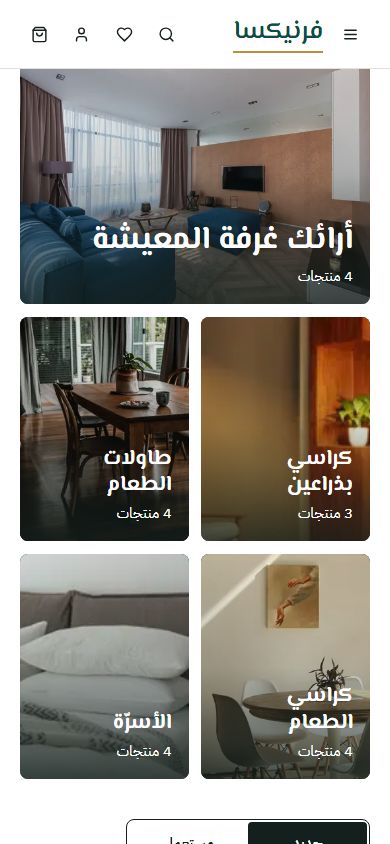 فرنيكسا
أرائك غرفة المعيشة
4 منتجات
كراسي
بذراعين
3 منتجات
طاولات
الطعام
4 منتجات
كراسي
الطعام
4 منتجات
الأسرّة
4 منتجات